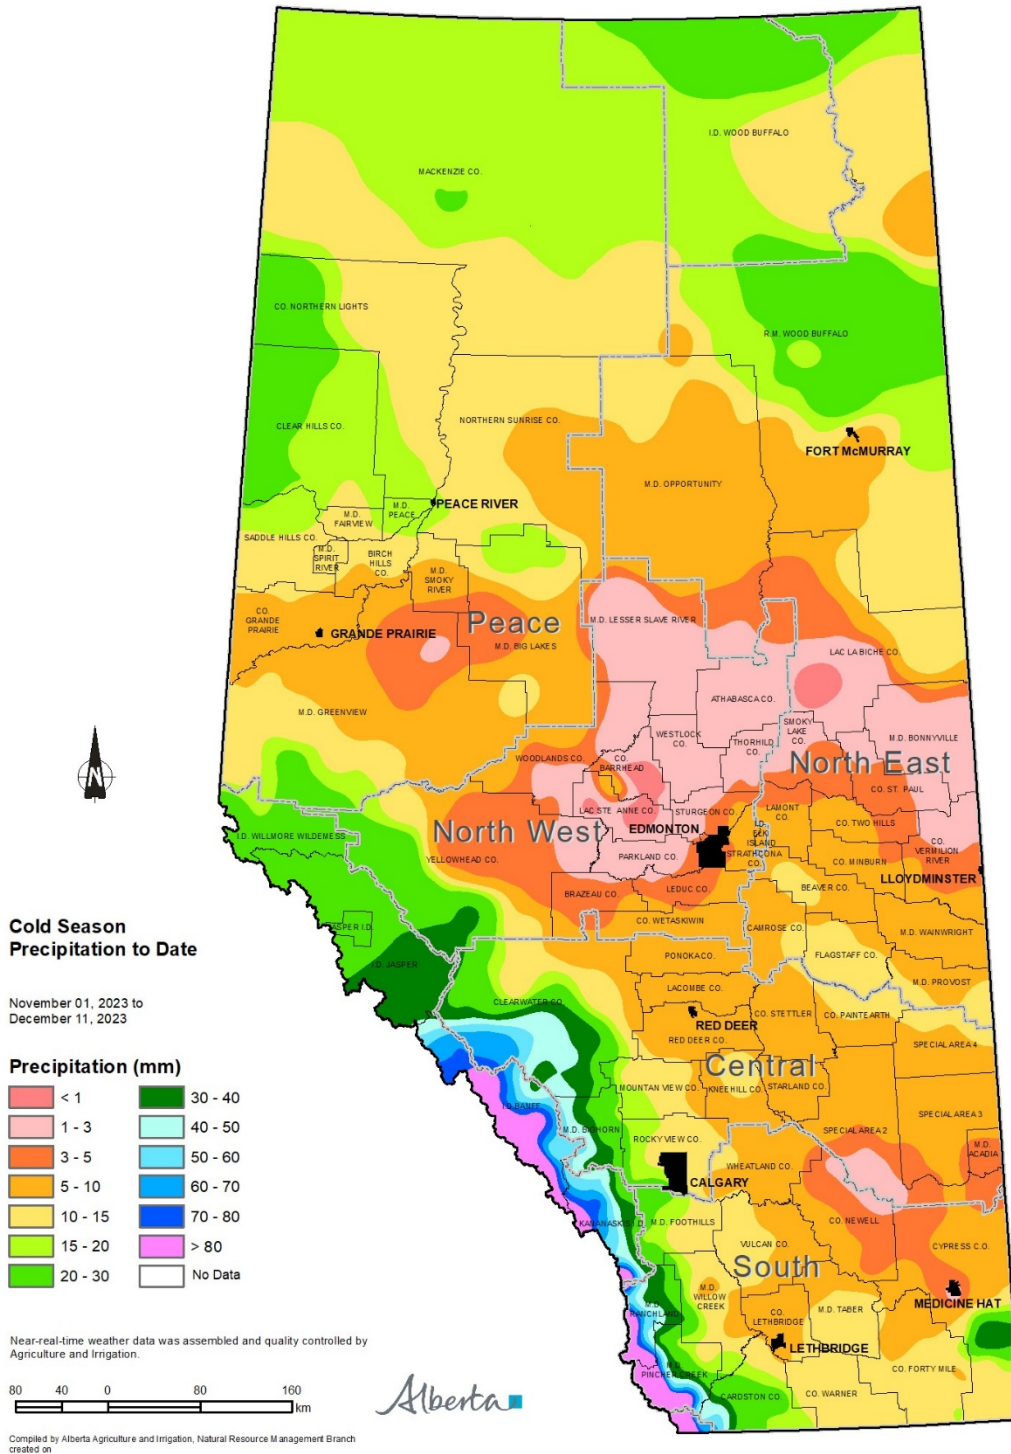 I.D. WOOD BUFFALO
MACKENZIE CO.
CO. NORTHERN LIGHTS
R.M. WOOD BUFFALO
NORTHERN SUNRISE CO.
CLEAR HILLS CO.
FORT McMURRAY
M.D. OPPORTUNITY
PEACE RIVER
M.D.
PEACE
M.D.
FAIRVIEW
SADDLE HILLS CO.
M.D.
SPIRIT
RIVER
BIRCH
HILLS
CO.
M.D.
SMOKY
RIVER
CO.
GRANDE
PRAIRIE
GRANDE PRAIRIE
Peace
M.D. BIG LAKES
M.D. LESSER SLAVE RIVER
LAC LA BICHE CO.
ATHABASCA CO.
M.D. GREENVIEW
SMOKY
LAKE
CO.
WESTLOCK
CO.
THORHILD
CO.
M.D. BONNYVILLE
WOODLANDS CO.
CO.
BARRHEAD
North East
CO. ST. PAUL
LAC STE ANNE CO
STURGEON CO.
LAMONT
CO.
CO. TWO HILLS
I.D. WILLMORE WILDERNESS
North West
EDMONTON
I.D.
ELK
ISLAND
STRATHCONA
CO.
CO.
VERMILION
RIVER
YELLOWHEAD CO.
PARKLAND CO.
CO. MINBURN
LLOYDMINSTER
BRAZEAU CO.
LEDUC CO.
BEAVER CO.
Cold Season
Precipitation to Date
JASPER I.D.
CO. WETASKIWIN
CAMROSE CO.
M.D. WAINWRIGHT
I.D. JASPER
PONOKA CO.
FLAGSTAFF CO.
M.D. PROVOST
November 01, 2023 to
December 11, 2023
CLEARWATER CO.
LACOMBE CO.
RED DEER
CO. STETTLER
CO. PAINTEARTH
RED DEER CO.
SPECIAL AREA 4
Central
Precipitation (mm)
< 1
1 - 3
3 - 5
5 - 10
10 - 15
15 - 20
20 - 30
30 - 40
40 - 50
50 - 60
60 - 70
70 - 80
> 80
No Data
MOUNTAIN VIEW CO.
KNEEHILL CO.
STARLAND CO.
I.D. BANFF
M.D. BIGHORN
SPECIAL AREA 3
SPECIAL AREA 2
ROCKY VIEW CO.
M.D.
ACADIA
WHEATLAND CO.
CALGARY
KANANASKIS I.D.
M.D. FOOTHILLS
CO. NEWELL
VULCAN CO.
CYPRESS CO.
South
M.D.
WILLOW
CREEK
MEDICINE HAT
M.D.
RANCHLAND
CO.
LETHBRIDGE
M.D. TABER
LETHBRIDGE
M.D.
PINCHER CREEK
CO. FORTY MILE
CARDSTON CO.
CO. WARNER
N
Near-real-time weather data was assembled and quality controlled by
Agriculture and Irrigation.
80 40 0 80 160
km
Alberta
Compiled by Alberta Agriculture and Irrigation, Natural Resource Management Branch
created on